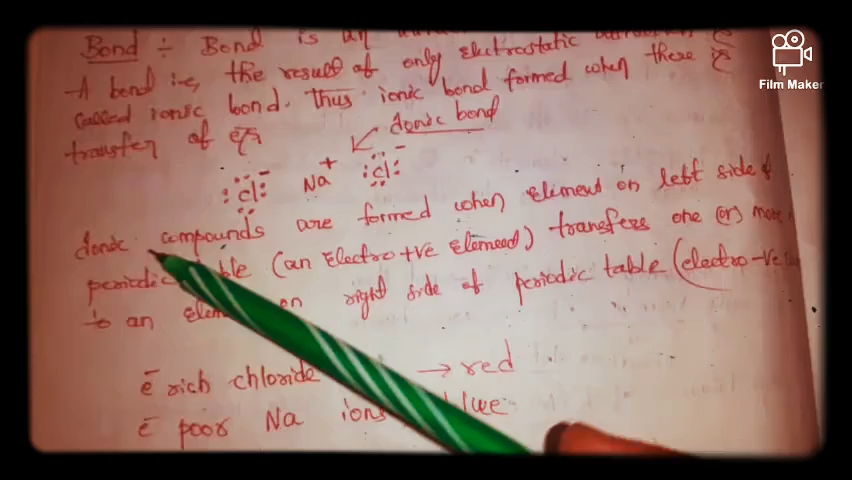 Bond ÷ Bond is an
A bond i.e, the result of only electrostatic
called ionic bond. Thus ionic bond formed when there is
transfer of
Ionic bond
:Cl:⁻ Na⁺ :Cl:⁻
Ionic compounds are formed when element on left side of
periodic table (an electro+ve element) transfers one (or) more
to an on right side of periodic table (electro-ve
e⁻ rich chloride → red
e⁻ poor Na ions
Film Maker